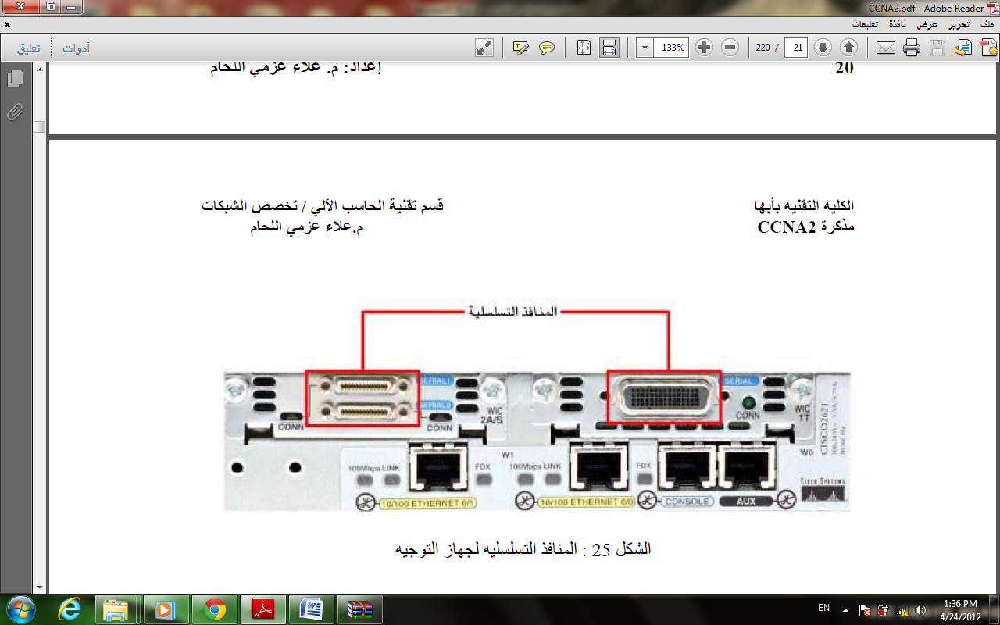 CCNA2.pdf - Adobe Reader
ملف تحرير عرض نافذة تعليمات
تعليق أدوات 133% 220 / 21
20
إعداد: م. علاء عزمي اللحام
الكليه التقنيه بأبها
قسم تقنية الحاسب الآلي / تخصص الشبكات
مذكرة CCNA2
م.علاء عزمي اللحام
المنافذ التسلسلية
SERIAL1
SERIAL0
CONN
CONN
WIC
2A/S
SERIAL
CONN
WIC
1T
CISCO2621
W1
W0
100Mbps LINK
FDX
100Mbps LINK
FDX
10/100 ETHERNET 0/1
10/100 ETHERNET 0/0
CONSOLE
AUX
CISCO SYSTEMS
الشكل 25 : المنافذ التسلسليه لجهاز التوجيه
EN
1:36 PM
4/24/2012